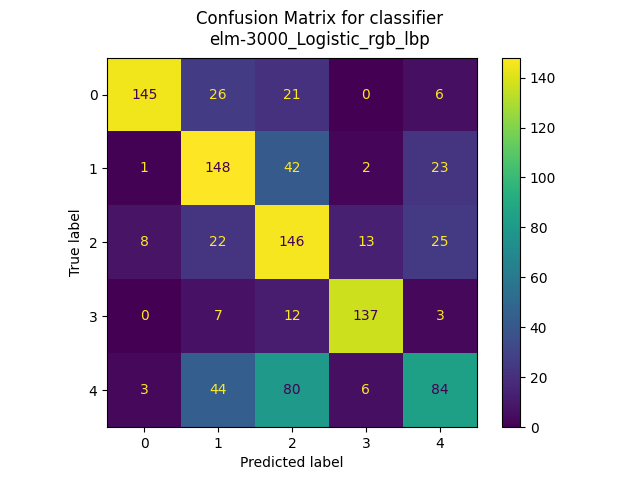 Confusion Matrix for classifier
elm-3000_Logistic_rgb_lbp
0 145 26 21 0 6
1 1 148 42 2 23
2 8 22 146 13 25
3 0 7 12 137 3
4 3 44 80 6 84
0 1 2 3 4
True label
Predicted label
140
120
100
80
60
40
20
0